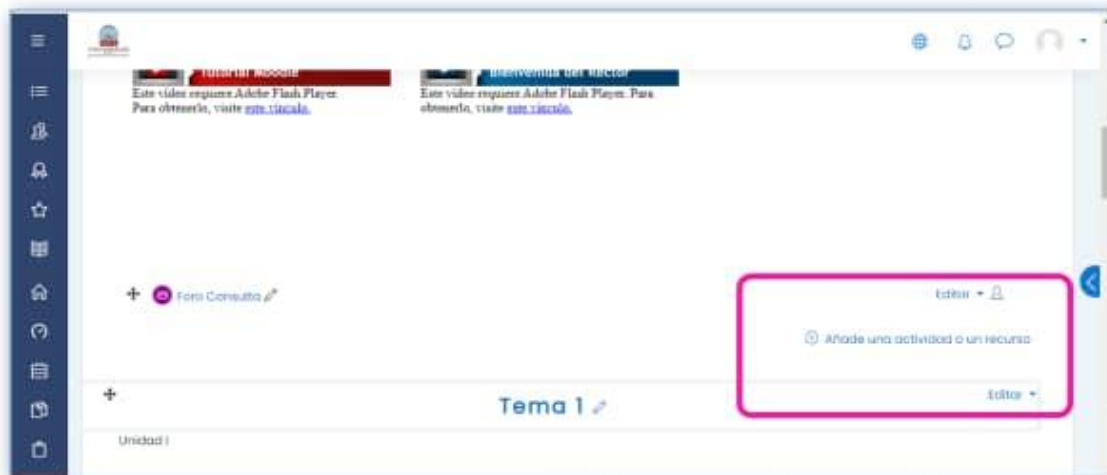 Tutorial Moodle
Bienvenida del Rector
Este video requiere Adobe Flash Player.
Para obtenerlo, visite este vínculo.
Este video requiere Adobe Flash Player. Para
obtenerlo, visite este vínculo.
Foro Consulta
Editar
Añade una actividad o un recurso
Editar
Tema 1
Unidad I